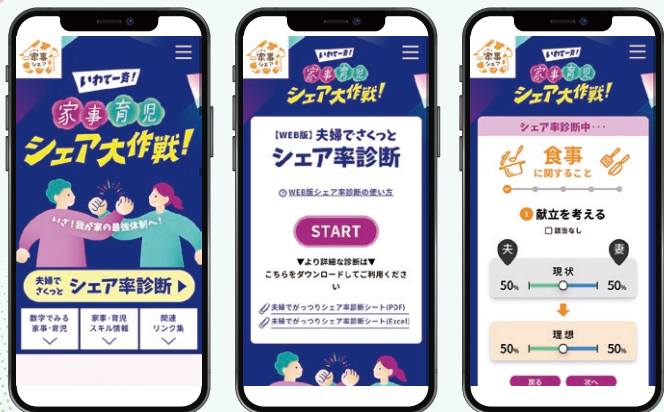 家事
シェア
いわて一斉!
家事育児
シェア大作戦!
いざ!我が家の最強体制へ!
夫婦で
さくっと
シェア率診断
数字でみる
家事・育児
家事・育児
スキル情報
関連
リンク集
家事
シェア
いわて一斉!
家事育児
シェア大作戦!
【WEB版】夫婦でさくっと
シェア率診断
WEB版シェア率診断の使い方
START
▼より詳細な診断は▼
こちらをダウンロードしてご利用くださ
い
夫婦でがっつりシェア率診断シート(PDF)
夫婦でがっつりシェア率診断シート(Excel)
家事
シェア
いわて一斉!
家事育児
シェア大作戦!
シェア率診断中・・・
食事
に関すること
1 献立を考える
該当なし
夫 妻
現状
50% 50%
理想
50% 50%
戻る 次へ